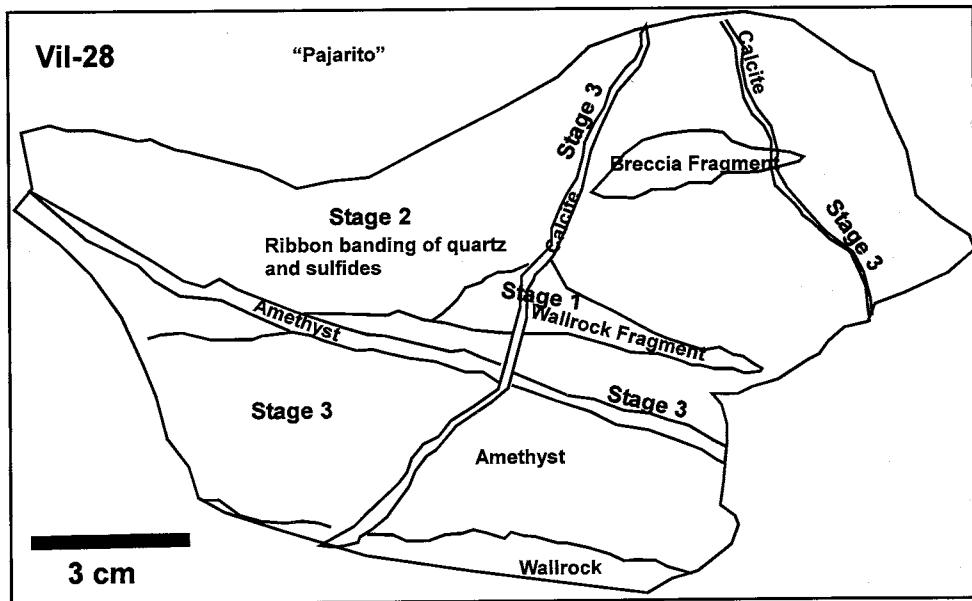 Vil-28
“Pajarito”
Stage 3
Calcite
Calcite
Breccia Fragment
Stage 3
Stage 2
Ribbon banding of quartz
and sulfides
Stage 1
Wallrock Fragment
Amethyst
Stage 3
Stage 3
Amethyst
Wallrock
3 cm